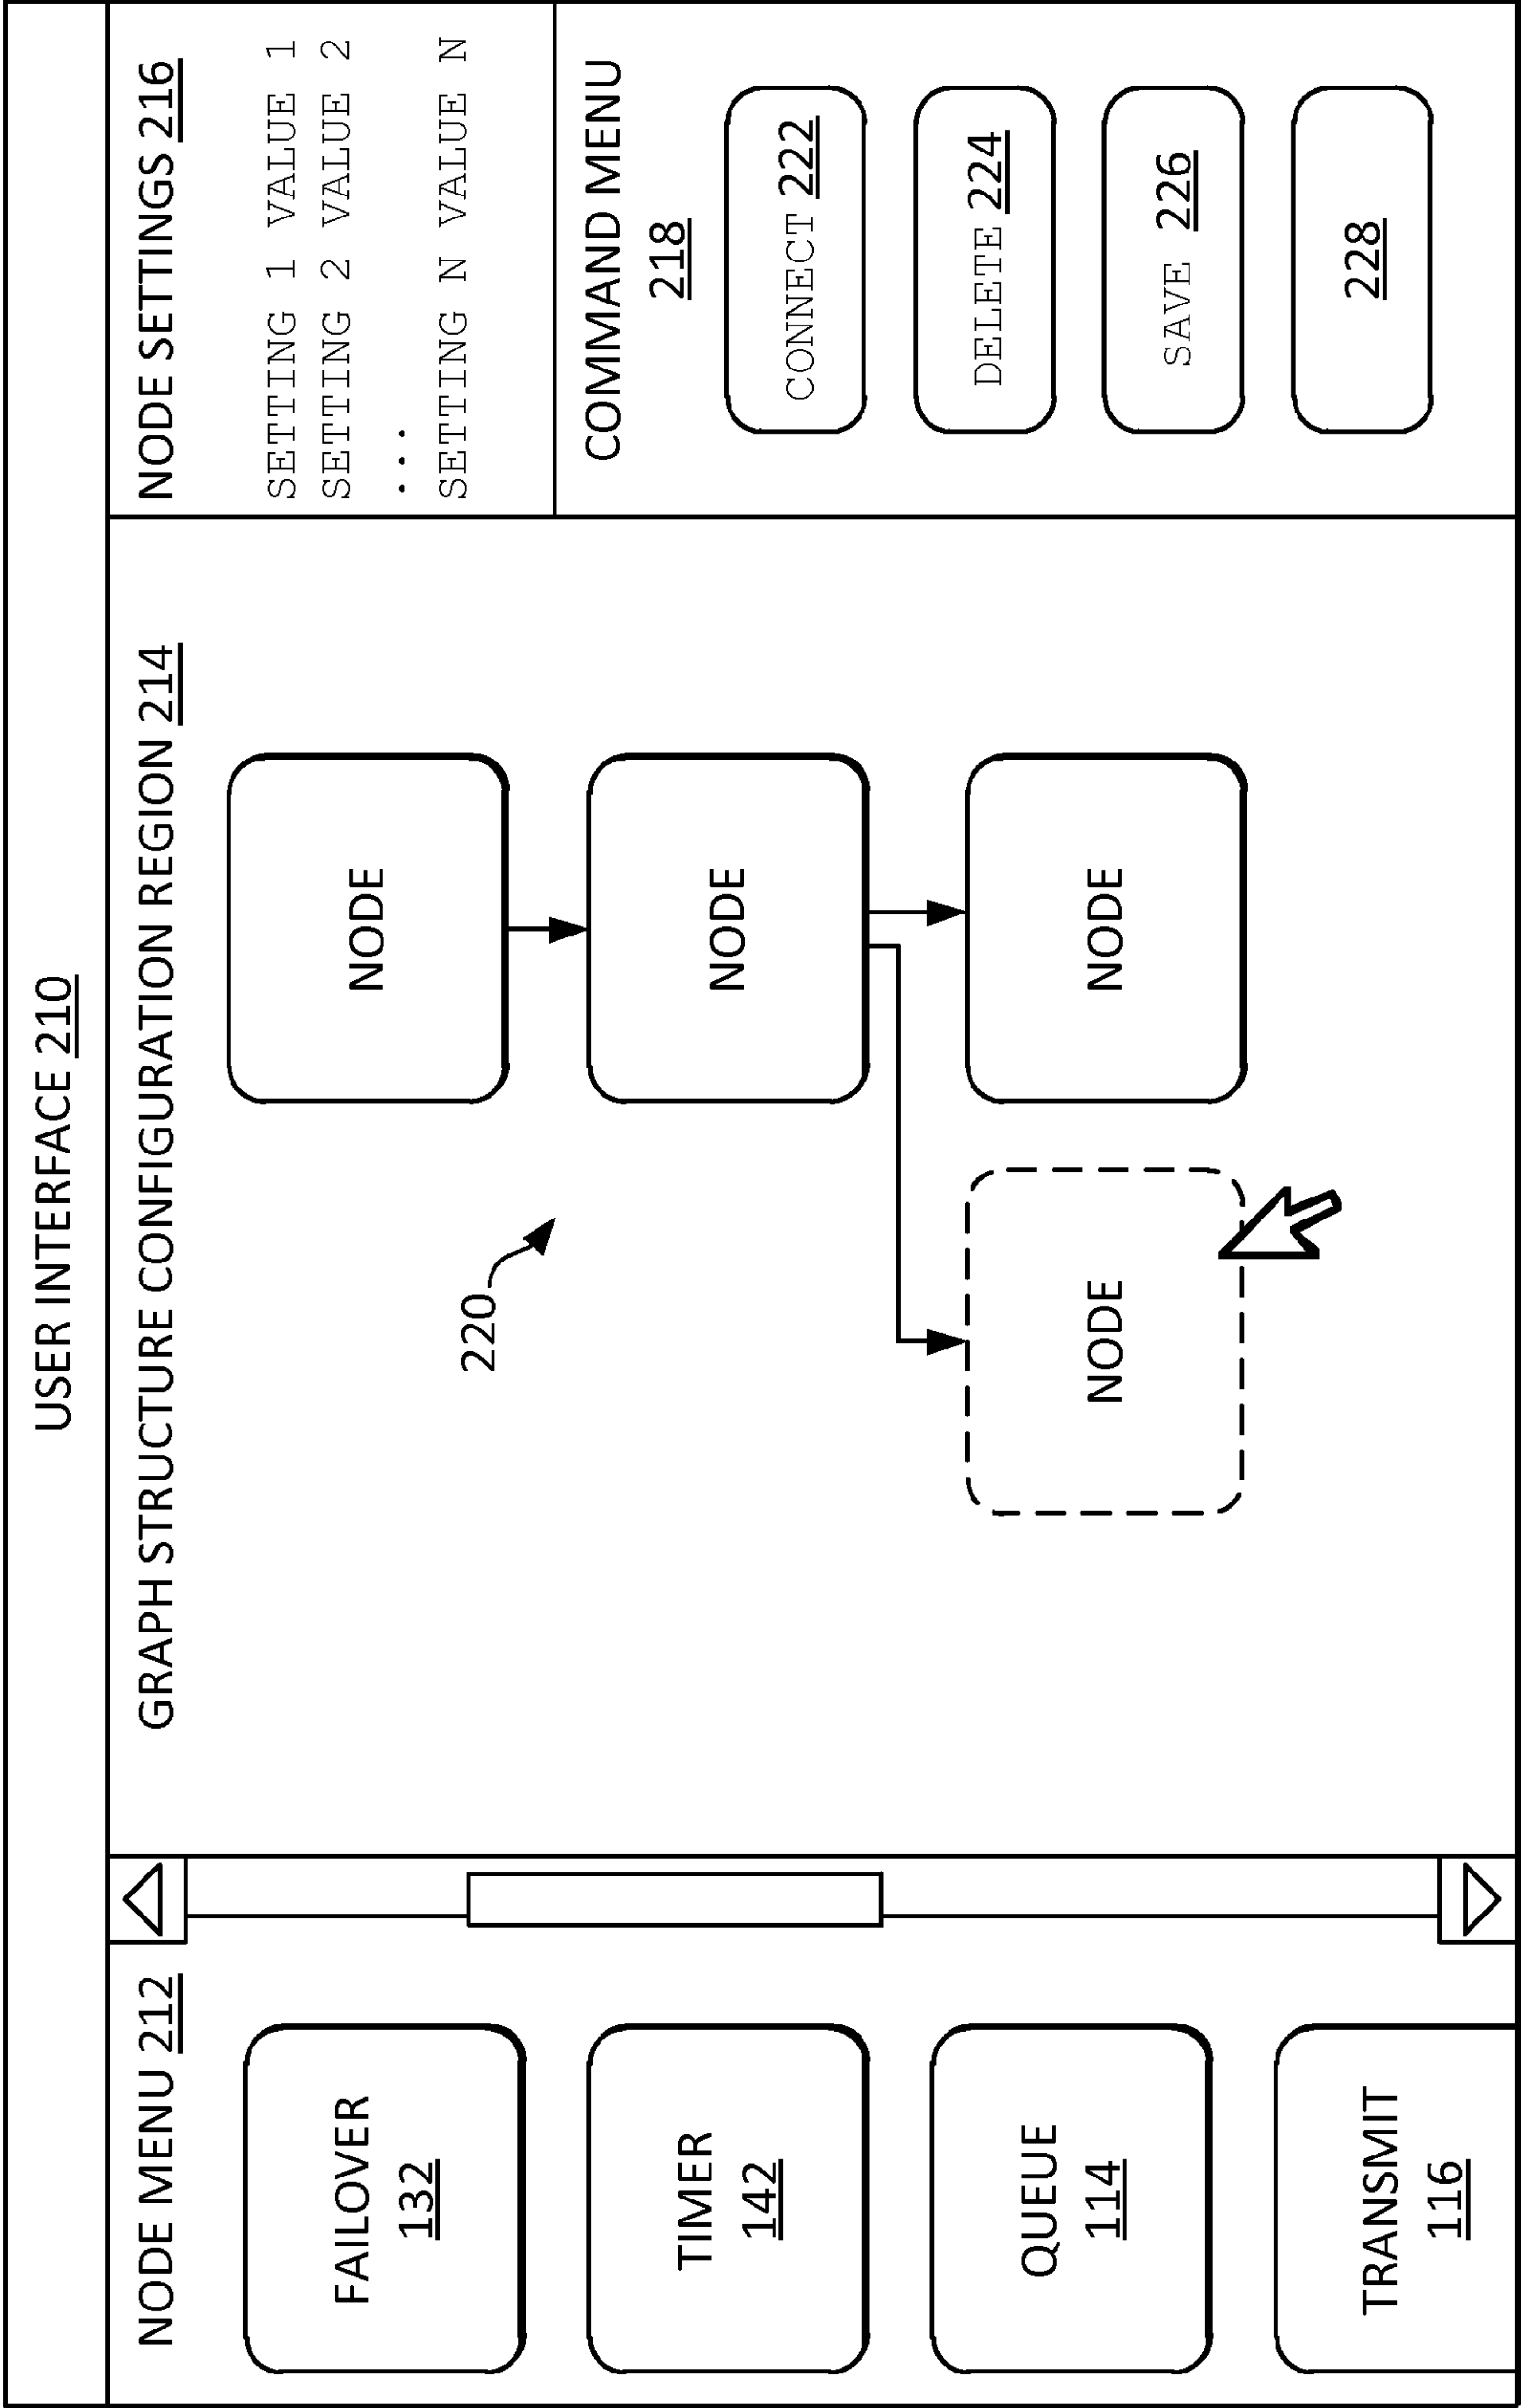 USER INTERFACE 210
NODE MENU 212
FAILOVER
132
TIMER
142
QUEUE
114
TRANSMIT
116
GRAPH STRUCTURE CONFIGURATION REGION 214
220
NODE
NODE
NODE
NODE
NODE SETTINGS 216
SETTING 1 VALUE 1
SETTING 2 VALUE 2
...
SETTING N VALUE N
COMMAND MENU
218
CONNECT 222
DELETE 224
SAVE 226
228